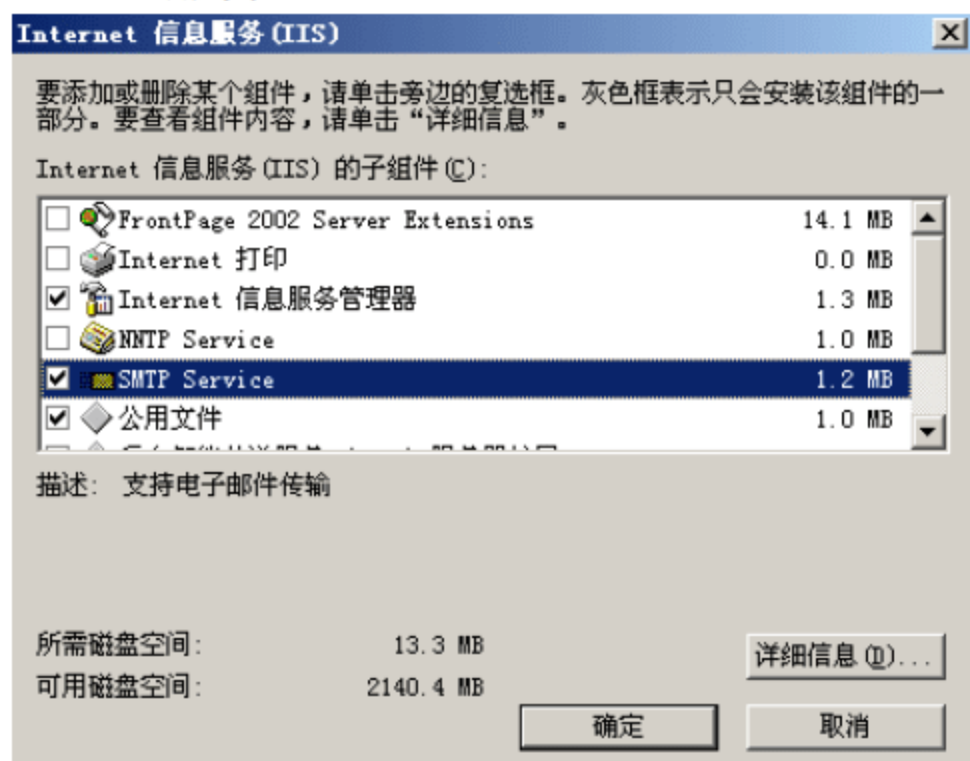 Internet 信息服务(IIS)
要添加或删除某个组件，请单击旁边的复选框。灰色框表示只会安装该组件的一
部分。要查看组件内容，请单击“详细信息”。
Internet 信息服务(IIS) 的子组件(C):
FrontPage 2002 Server Extensions 14.1 MB
Internet 打印 0.0 MB
Internet 信息服务管理器 1.3 MB
NNTP Service 1.0 MB
SMTP Service 1.2 MB
公用文件 1.0 MB
描述: 支持电子邮件传输
所需磁盘空间: 13.3 MB
详细信息(D)...
可用磁盘空间: 2140.4 MB
确定 取消